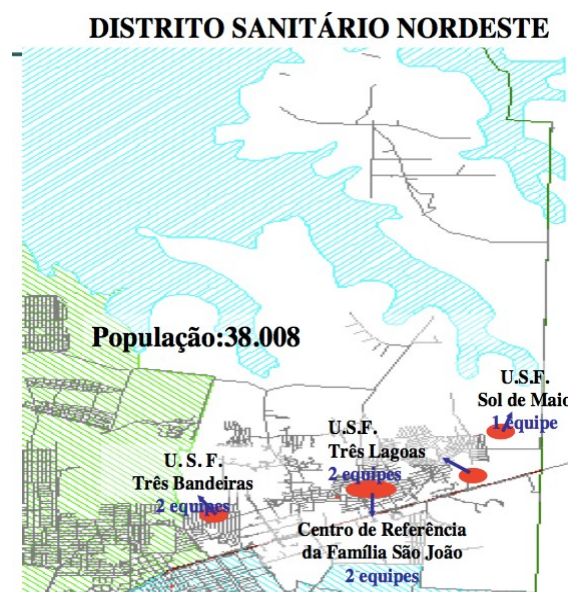 DISTRITO SANITÁRIO NORDESTE
População:38.008
U.S.F.
Sol de Maio
1 equipe
U.S.F.
Três Lagoas
2 equipes
U. S. F.
Três Bandeiras
2 equipes
Centro de Referência
da Família São João
2 equipes